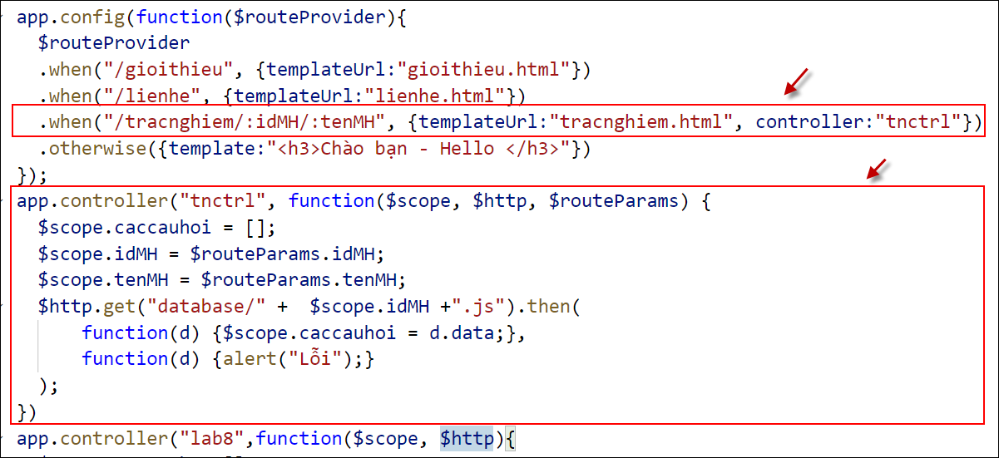 app.config(function($routeProvider){
  $routeProvider
  .when("/gioithieu", {templateUrl:"gioithieu.html"})
  .when("/lienhe", {templateUrl:"lienhe.html"})
  .when("/tracnghiem/:idMH/:tenMH", {templateUrl:"tracnghiem.html", controller:"tnctrl"})
  .otherwise({template:"<h3>Chào bạn - Hello </h3>"})
});
app.controller("tnctrl", function($scope, $http, $routeParams) {
  $scope.caccauhoi = [];
  $scope.idMH = $routeParams.idMH;
  $scope.tenMH = $routeParams.tenMH;
  $http.get("database/" +  $scope.idMH +".js").then(
      function(d) {$scope.caccauhoi = d.data;},
      function(d) {alert("Lỗi");}
  );
})
app.controller("lab8",function($scope, $http){